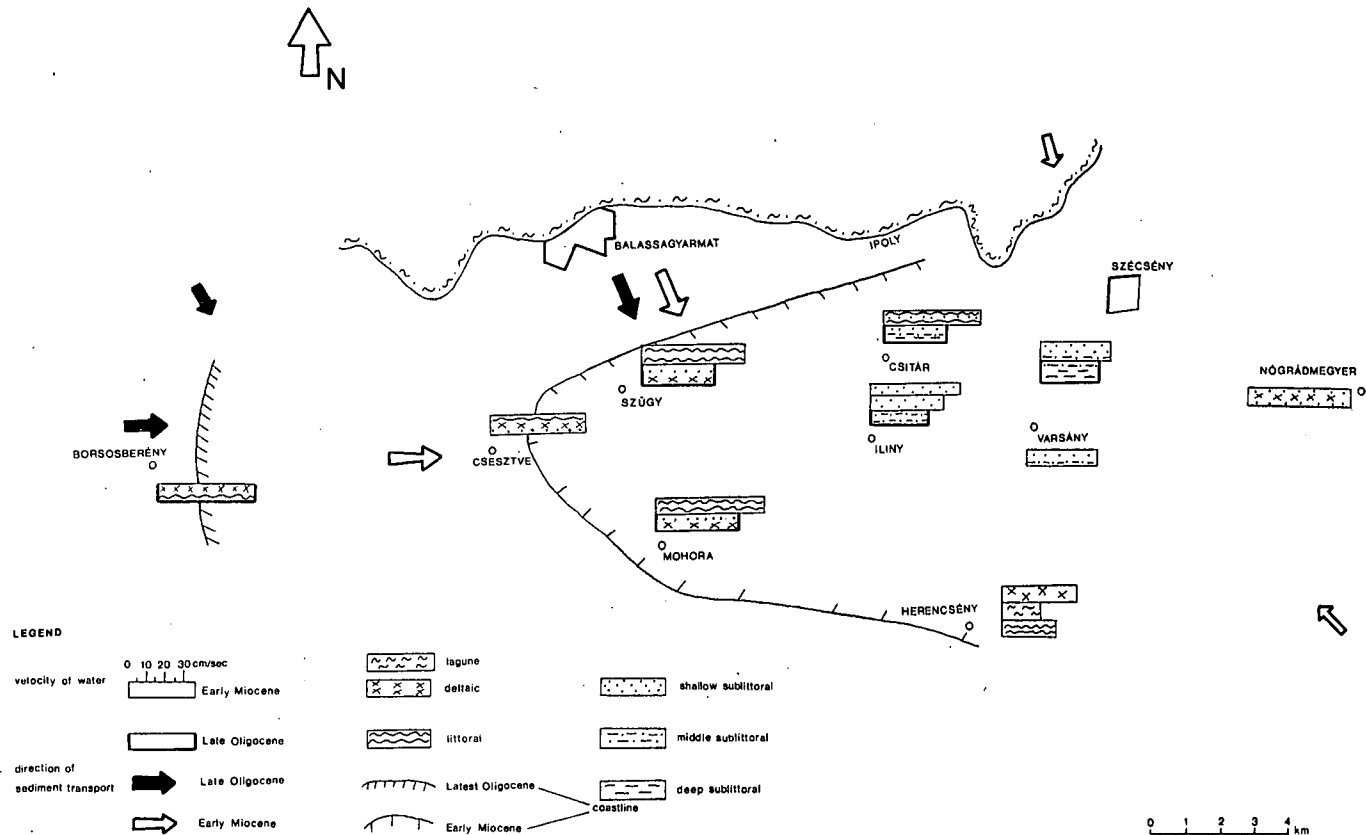 N
BALASSAGYARMAT
IPOLY
SZÉCSÉNY
CSITÁR
NÓGRÁDMEGYER
SZÜGY
ILINY
VARSÁNY
BORSOSBERÉNY
CSESZTVE
MOHORA
HERENCSÉNY
LEGEND
velocity of water
0 10 20 30 cm/sec
Early Miocene
Late Oligocene
direction of
sediment transport
Late Oligocene
Early Miocene
lagune
deltaic
littoral
Latest Oligocene
coastline
Early Miocene
shallow sublittoral
middle sublittoral
deep sublittoral
0 1 2 3 4
km